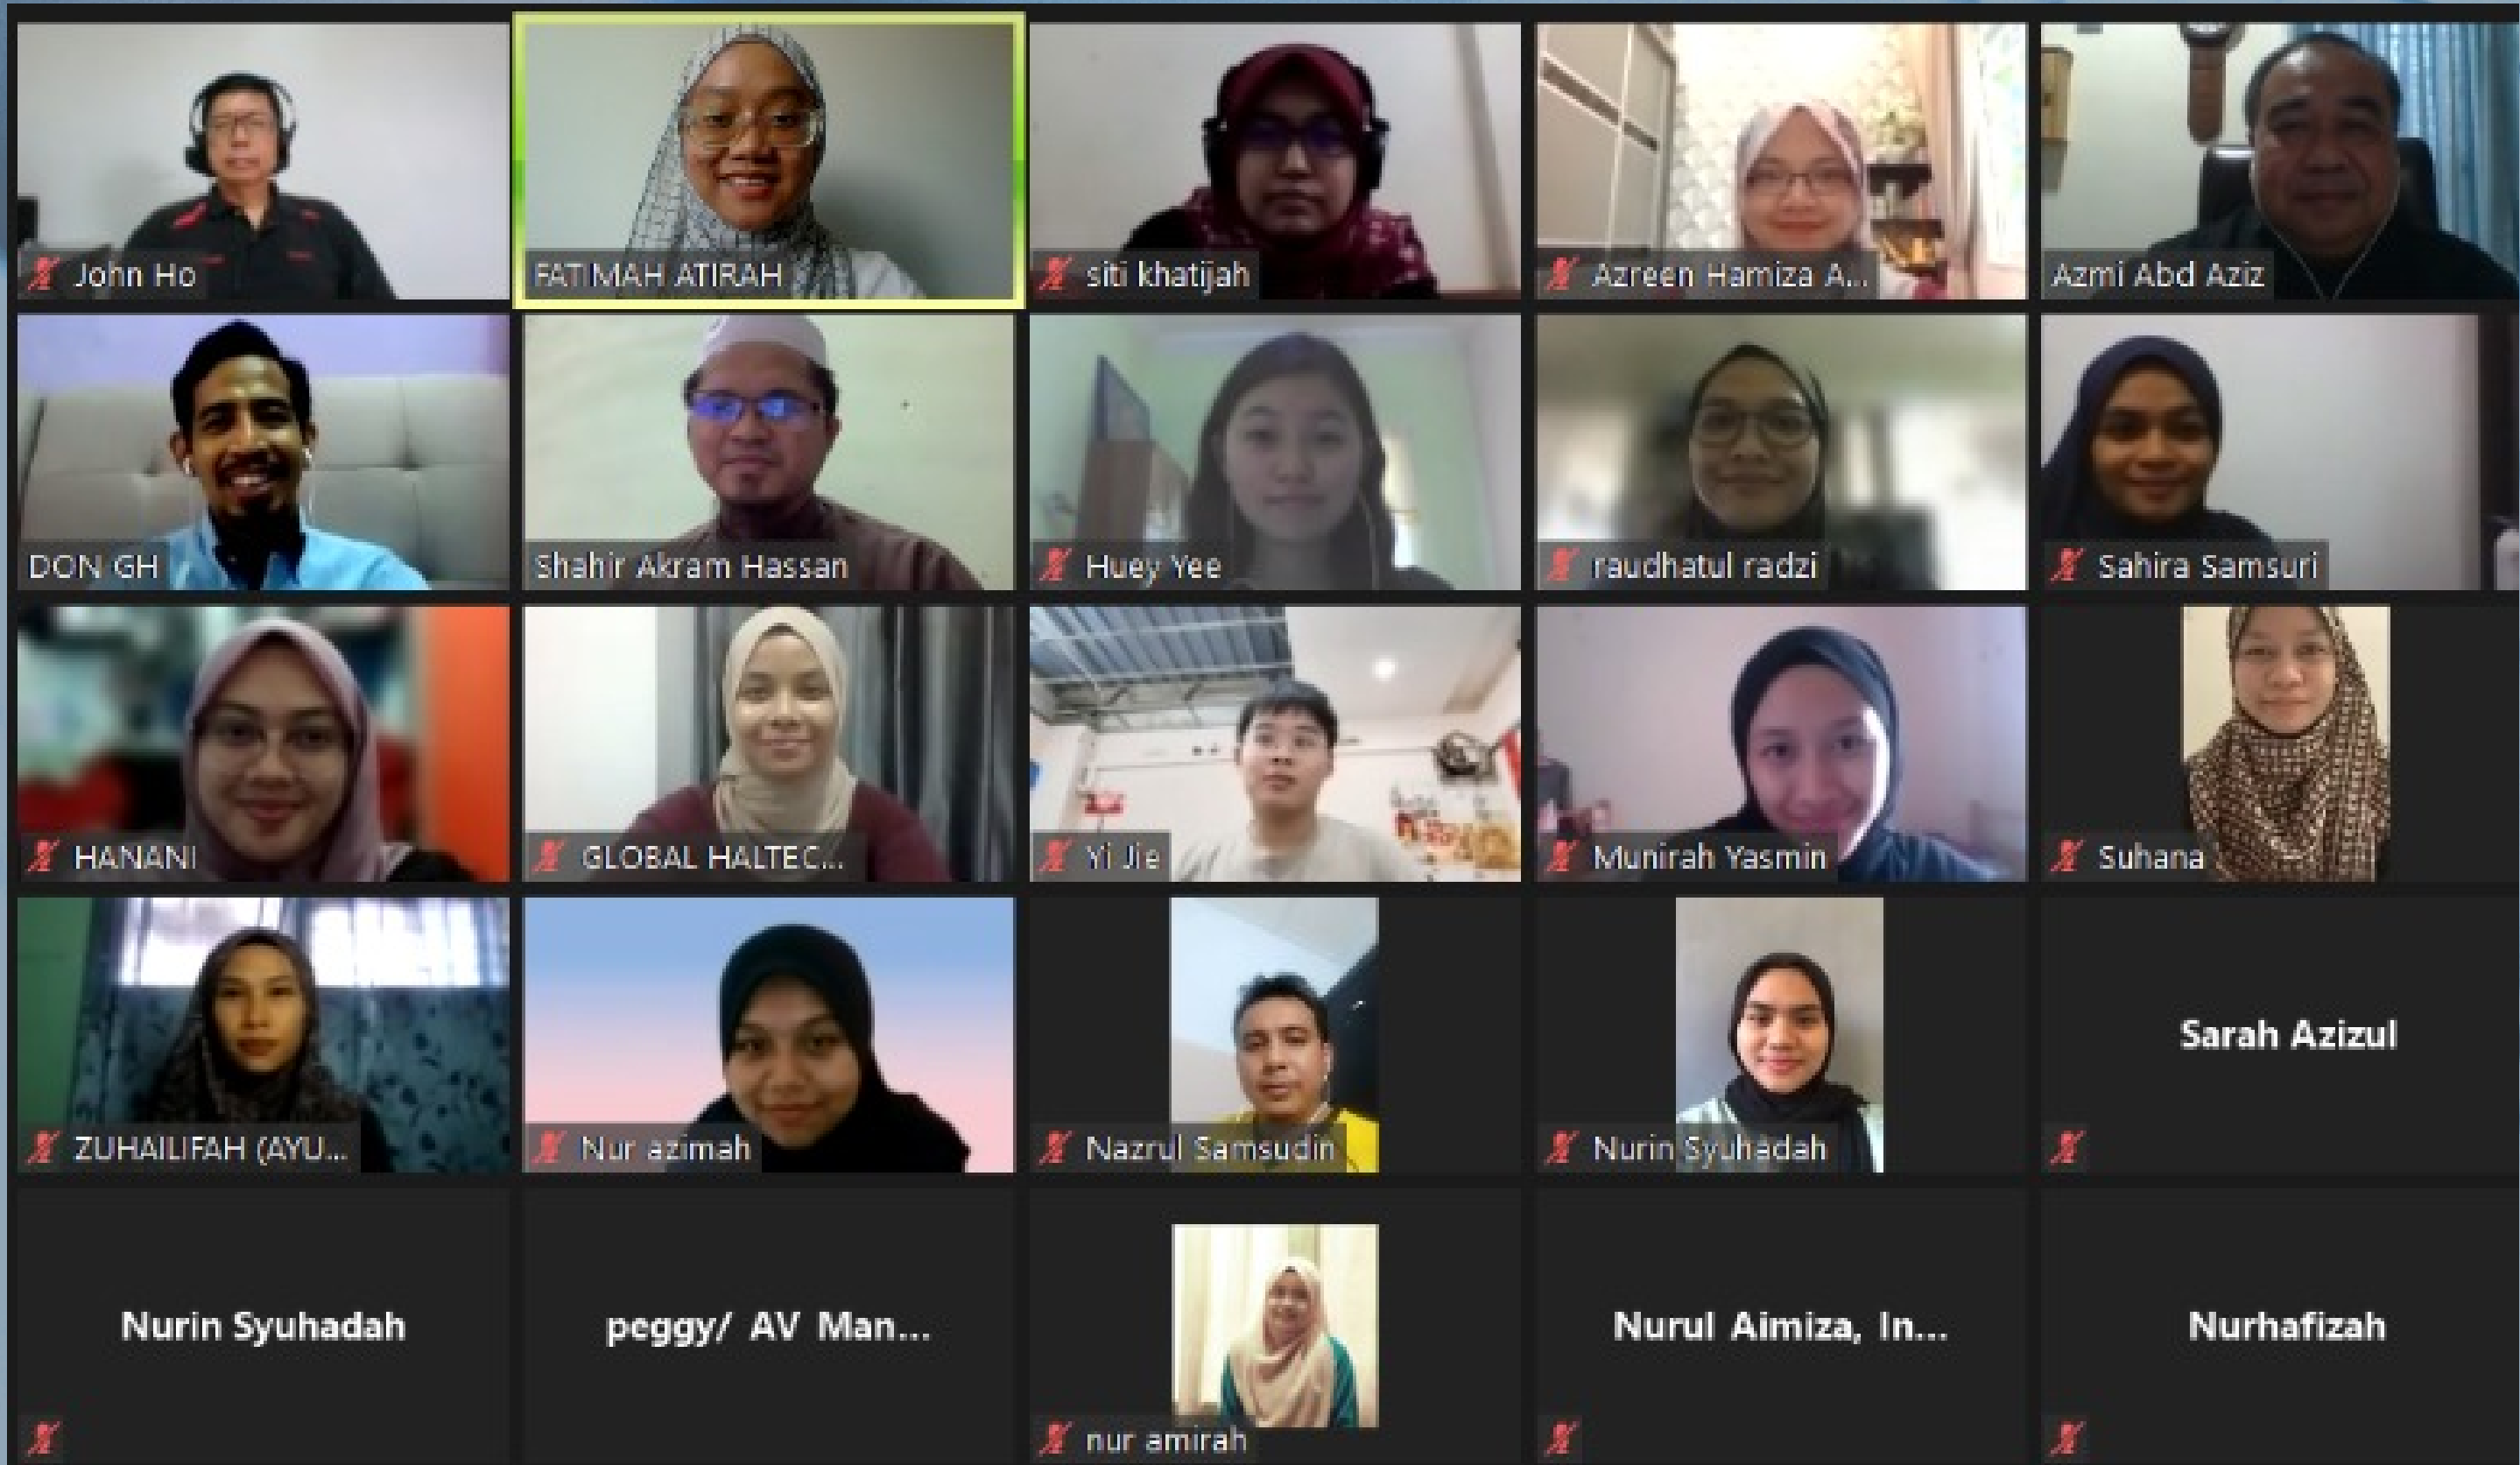 John Ho
FATIMAH ATIRAH
siti khatijah
Azreen Hamiza A...
Azmi Abd Aziz
DON GH
Shahir Akram Hassan
Huey Yee
raudhatul radzi
Sahira Samsuri
HANANI
GLOBAL HALTEC...
Yi Jie
Munirah Yasmin
Suhana
ZUHAILIFAH (AYU...
Nur azimah
Nazrul Samsudin
Nurin Syuhadah
Sarah Azizul
Nurin Syuhadah
peggy/ AV Man...
nur amirah
Nurul Aimiza, In...
Nurhafizah